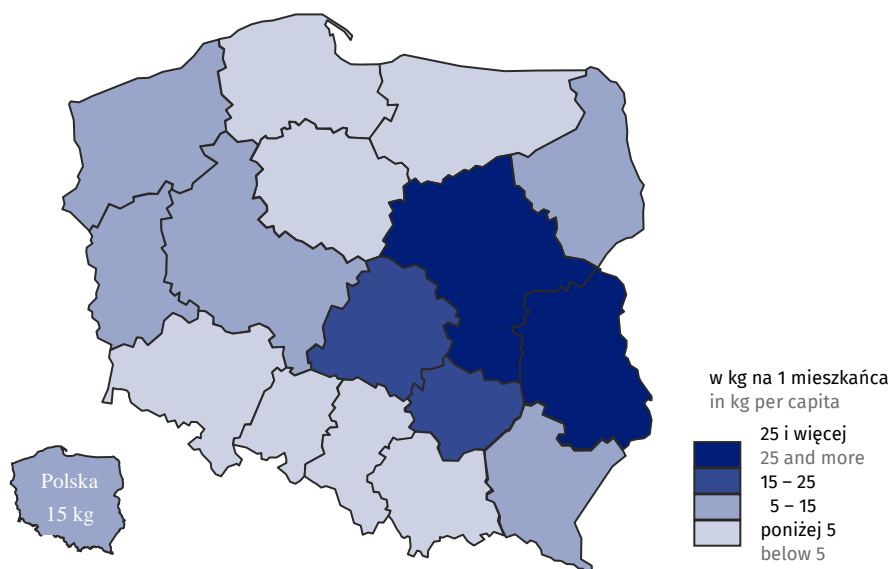 w kg na 1 mieszkańca
in kg per capita
25 i więcej
25 and more
15 – 25
5 – 15
poniżej 5
below 5
Polska
15 kg